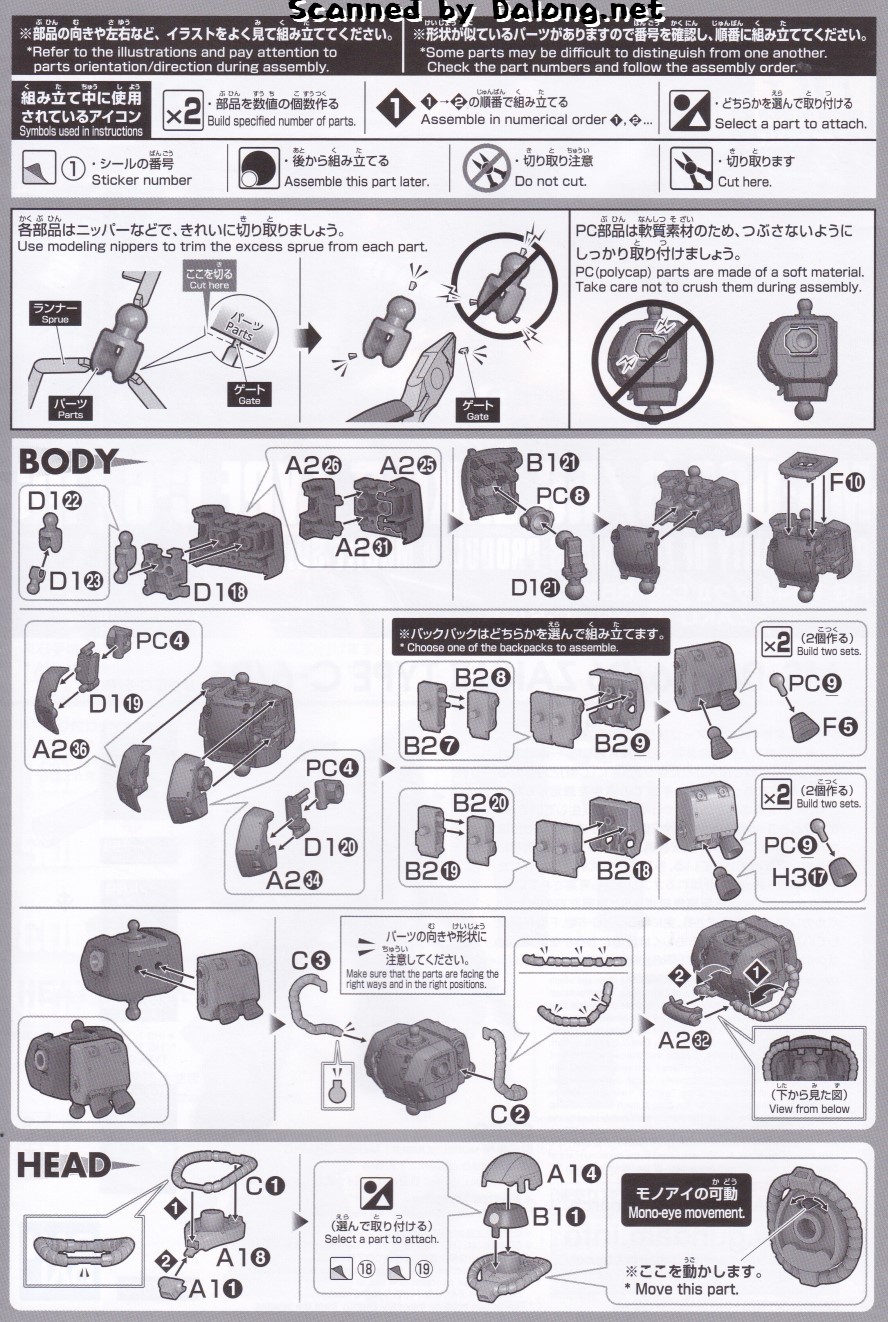 Scanned by Dalong.net
※部品の向きや左右など、イラストをよく見て組み立ててください。
*Refer to the illustrations and pay attention to
parts orientation/direction during assembly.
※形状が似ているパーツがありますので番号を確認し、順番に組み立ててください。
*Some parts may be difficult to distinguish from one another.
Check the part numbers and follow the assembly order.
組み立て中に使用
されているアイコン
Symbols used in instructions
×2
・部品を数値の個数作る
Build specified number of parts.
1
❶→❷の順番で組み立てる
Assemble in numerical order ❶, ❷...
・どちらかを選んで取り付ける
Select a part to attach.
①
・シールの番号
Sticker number
・後から組み立てる
Assemble this part later.
・切り取り注意
Do not cut.
・切り取ります
Cut here.
各部品はニッパーなどで、きれいに切り取りましょう。
Use modeling nippers to trim the excess sprue from each part.
ここを切る
Cut here
ランナー
Sprue
パーツ
Parts
ゲート
Gate
パーツ
Parts
ゲート
Gate
PC部品は軟質素材のため、つぶさないように
しっかり取り付けましょう。
PC(polycap) parts are made of a soft material.
Take care not to crush them during assembly.
BODY
D1㉒
D1㉓
D1⓲
A2㉖
A2㉕
A2㉛
B1㉑
PC❽
D1㉑
F❿
PC❹
D1⓳
A2㊱
PC❹
D1⓴
A2㉞
※バックパックはどちらかを選んで組み立てます。
* Choose one of the backpacks to assemble.
B2❽
B2❼
B2❾
×2
(2個作る)
Build two sets.
PC❾
F❺
B2⓴
B2⓳
B2⓲
×2
(2個作る)
Build two sets.
PC❾
H3⓱
C❸
パーツの向きや形状に
注意してください。
Make sure that the parts are facing the
right ways and in the right positions.
C❷
2
1
A2㉜
(下から見た図)
View from below
HEAD
C❶
1
2
A1❽
A1❶
(選んで取り付ける)
Select a part to attach.
⑱
⑲
A1❹
B1❶
モノアイの可動
Mono-eye movement.
※ここを動かします。
* Move this part.